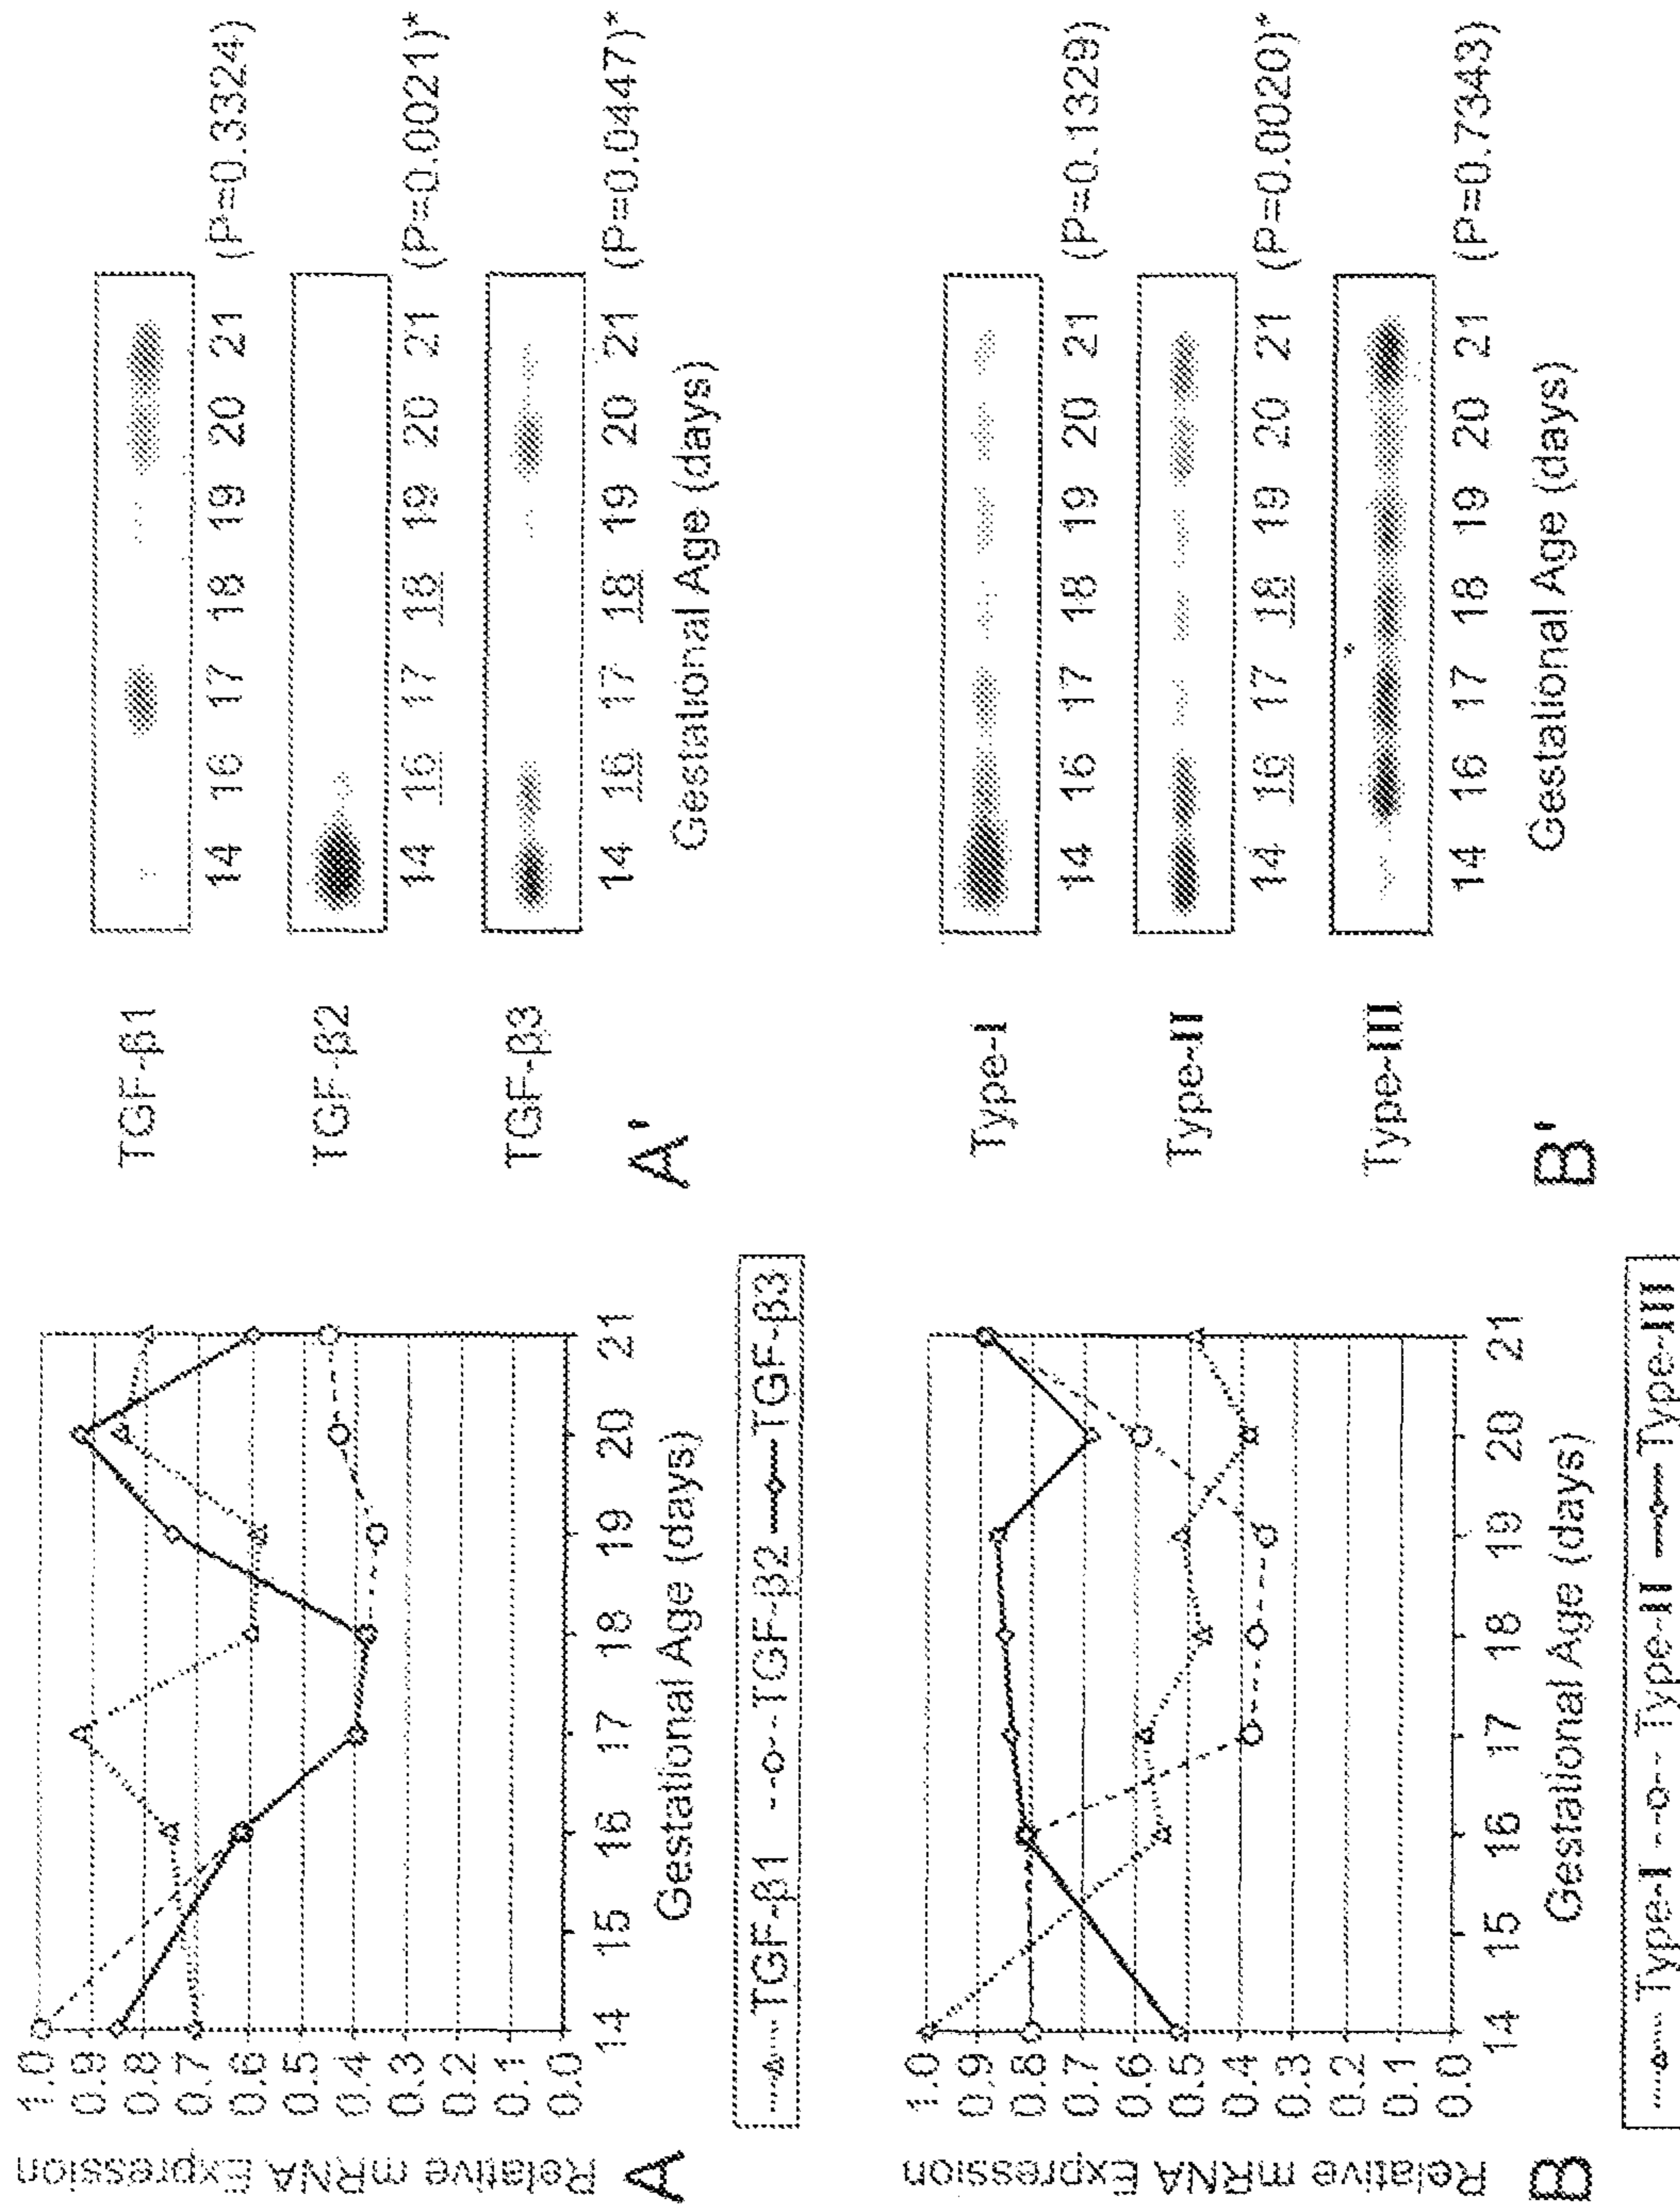 Relative mRNA Expression
1.0
0.9
0.8
0.7
0.6
0.5
0.4
0.3
0.2
0.1
0.0
14 15 16 17 18 19 20 21
Gestational Age (days)
A
TGF-β1 TGF-β2 TGF-β3
TGF-β1
14 16 17 18 19 20 21 (P=0.3324)
TGF-β2
14 16 17 18 19 20 21 (P=0.0021)*
TGF-β3
14 16 17 18 19 20 21 (P=0.0447)*
Gestational Age (days)
A'
Relative mRNA Expression
1.0
0.9
0.8
0.7
0.6
0.5
0.4
0.3
0.2
0.1
0.0
14 15 16 17 18 19 20 21
Gestational Age (days)
B
Type-I Type-II Type-III
Type-I
14 16 17 18 19 20 21 (P=0.1329)
Type-II
14 16 17 18 19 20 21 (P=0.0020)*
Type-III
14 16 17 18 19 20 21 (P=0.7343)
Gestational Age (days)
B'